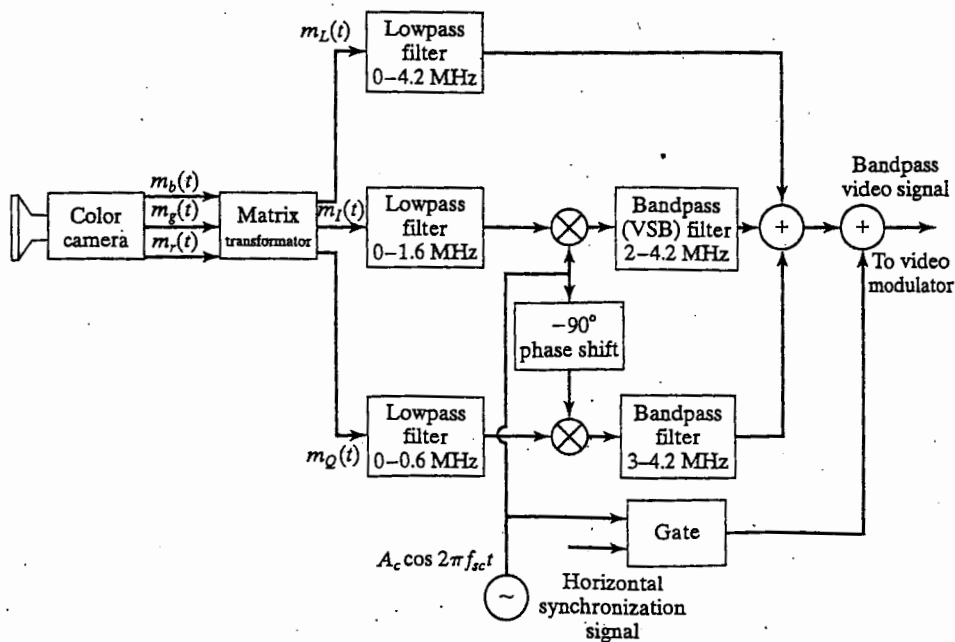 m_L(t)
Lowpass
filter
0–4.2 MHz
Color
camera
m_b(t)
m_g(t)
m_r(t)
Matrix
transformator
m_I(t)
Lowpass
filter
0–1.6 MHz
Bandpass
(VSB) filter
2–4.2 MHz
+
+
Bandpass
video signal
To video
modulator
−90°
phase shift
m_Q(t)
Lowpass
filter
0–0.6 MHz
Bandpass
filter
3–4.2 MHz
Gate
A_c cos 2πf_sc t
~
Horizontal
synchronization
signal